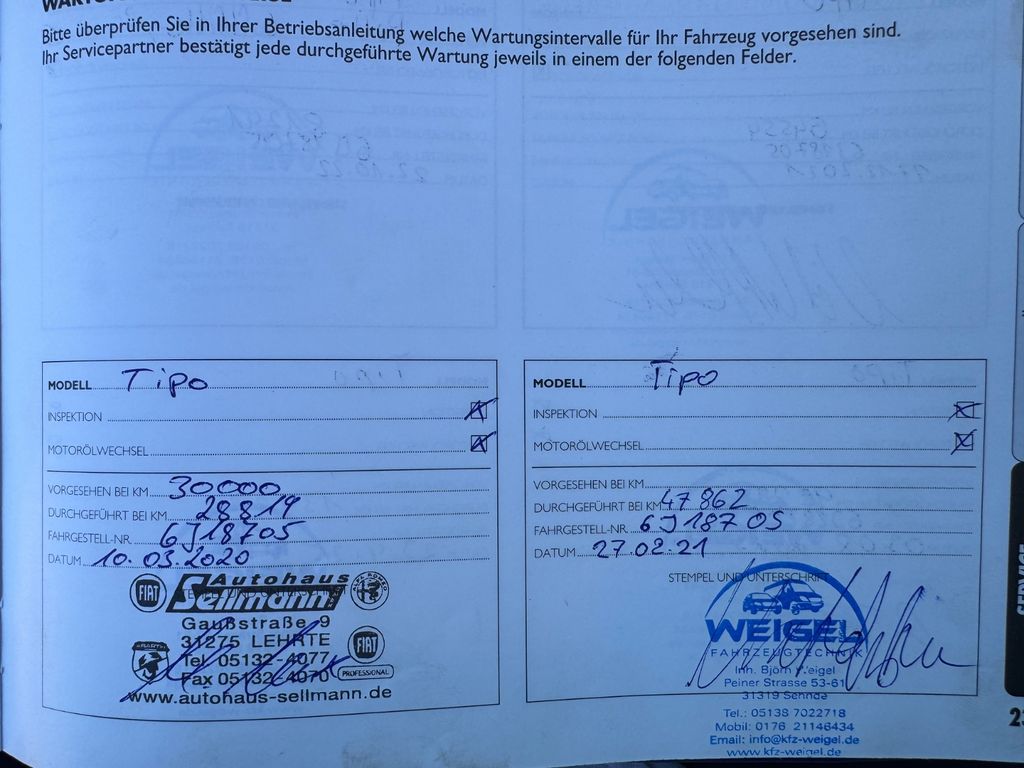 Bitte überprüfen Sie in Ihrer Betriebsanleitung welche Wartungsintervalle für Ihr Fahrzeug vorgesehen sind.
Ihr Servicepartner bestätigt jede durchgeführte Wartung jeweils in einem der folgenden Felder.
MODELL Tipo
INSPEKTION
MOTORÖLWECHSEL
VORGESEHEN BEI KM 30000
DURCHGEFÜHRT BEI KM 28819
FAHRGESTELL-NR. 6J18705
DATUM 10.03.2020
FIAT Autohaus
Sellmann
Gaußstraße 9
31275 LEHRTE
Tel. 05132-4077
Fax 05132-4078
FIAT
PROFESSIONAL
www.autohaus-sellmann.de
MODELL Tipo
INSPEKTION
MOTORÖLWECHSEL
VORGESEHEN BEI KM
DURCHGEFÜHRT BEI KM 47862
FAHRGESTELL-NR. 6J18705
DATUM 27.02.21
STEMPEL UND UNTERSCHRIFT
WEIGEL
FAHRZEUGTECHNIK
Inh. Björn Weigel
Peiner Strasse 53-61
31319 Sehnde
Tel.: 05138 7022718
Mobil: 0176 21146434
Email: info@kfz-weigel.de
www.kfz-weigel.de